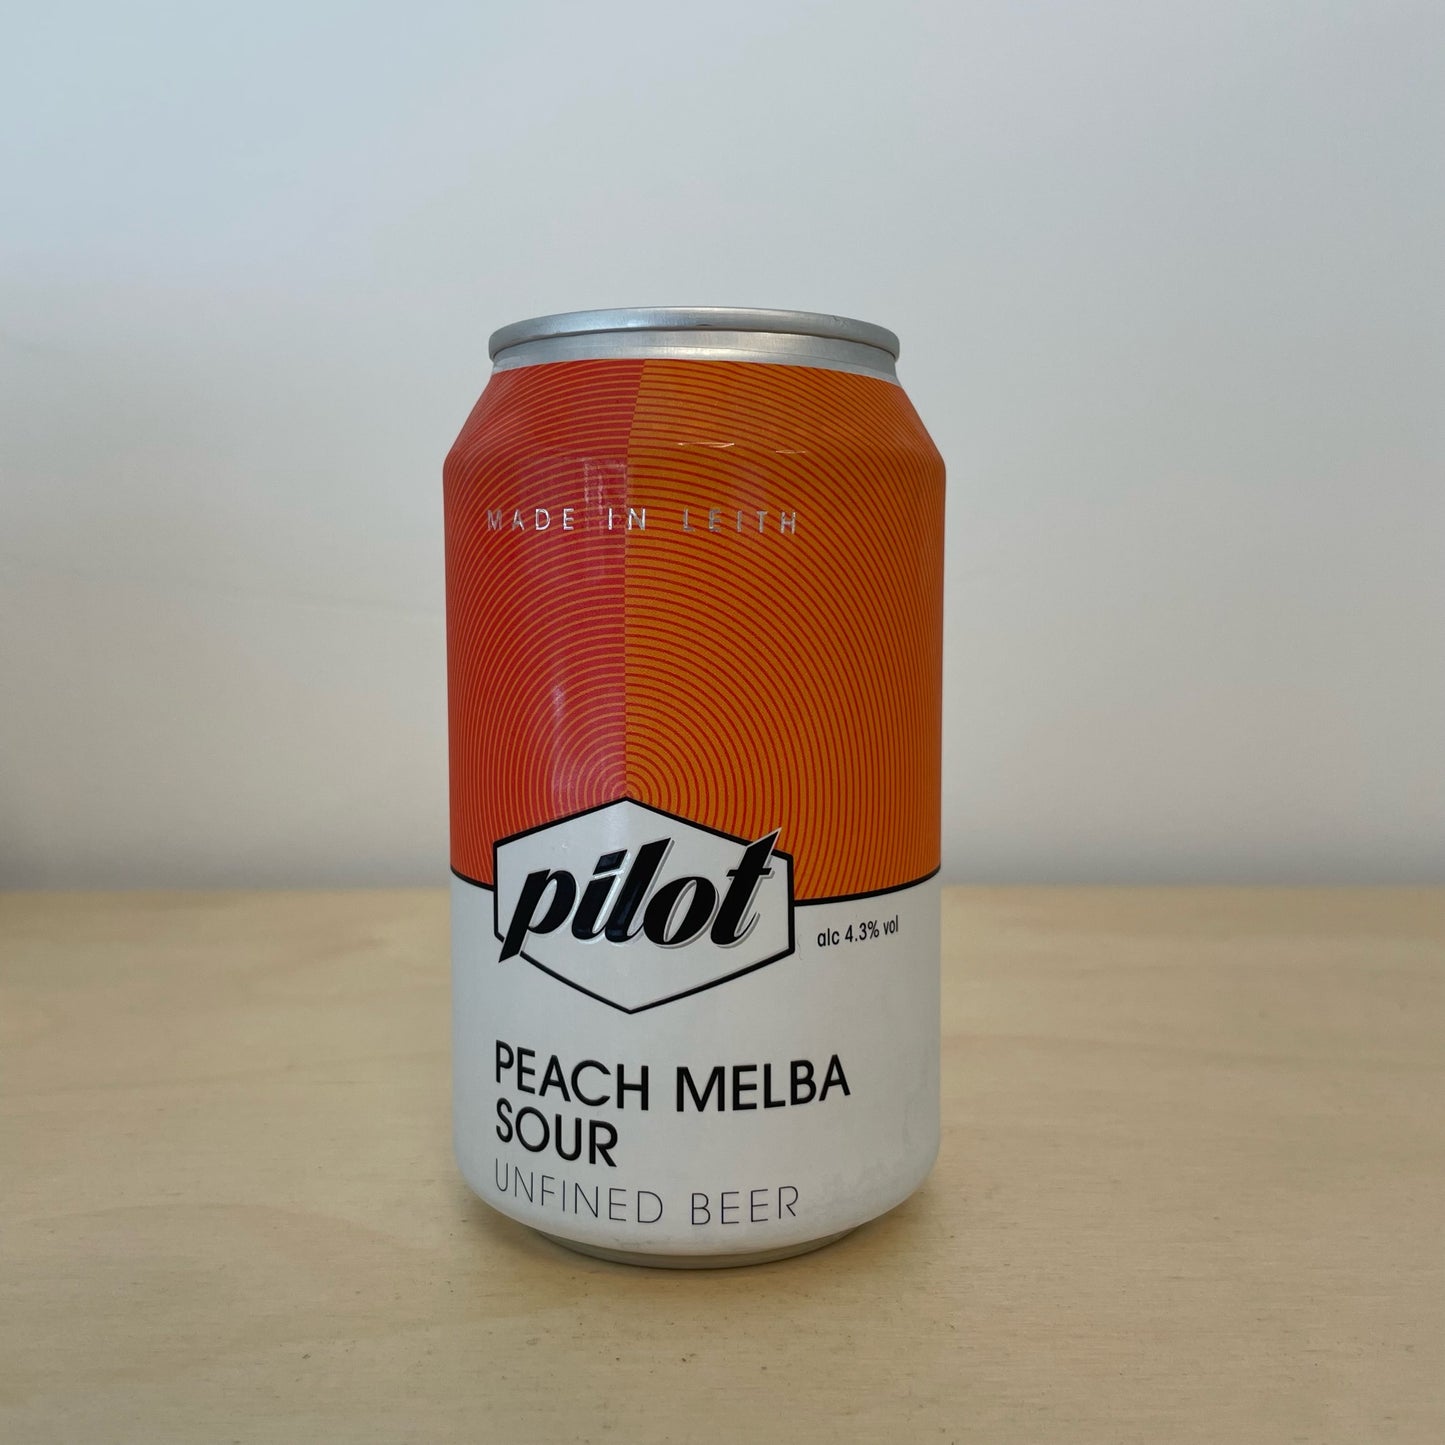 MADE IN LEITH
pilot
alc 4.3% vol
PEACH MELBA
SOUR
UNFINED BEER